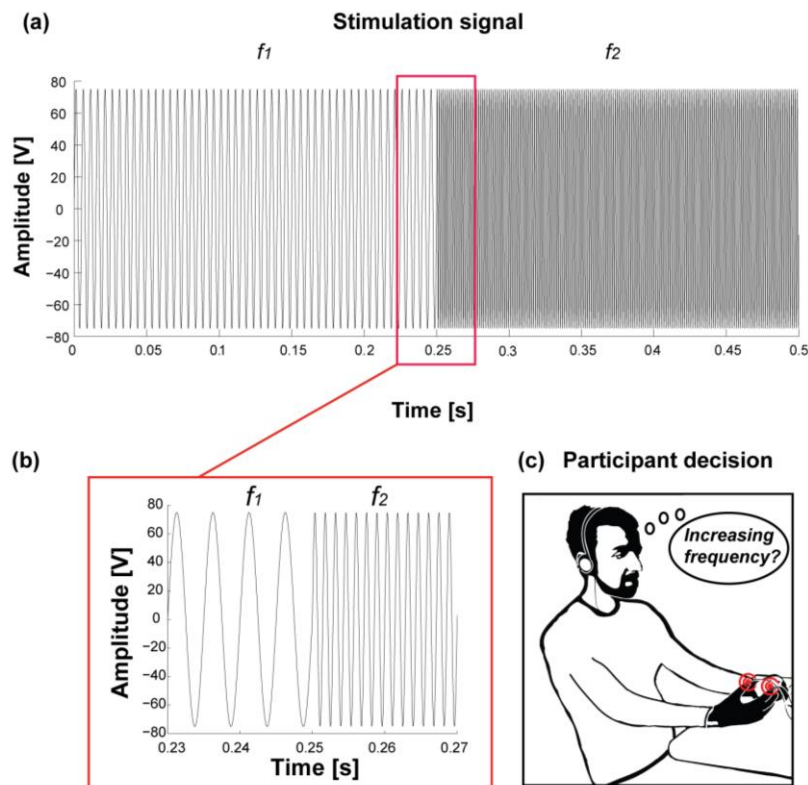 (a) Stimulation signal
f1 f2
Amplitude [V]
80
60
40
20
0
−20
−40
−60
−80
0 0.05 0.1 0.15 0.2 0.25 0.3 0.35 0.4 0.45 0.5
Time [s]
(b)
f1 f2
Amplitude [V]
80
60
40
20
0
−20
−40
−60
−80
0.23 0.24 0.25 0.26 0.27
Time [s]
(c) Participant decision
Increasing
frequency?